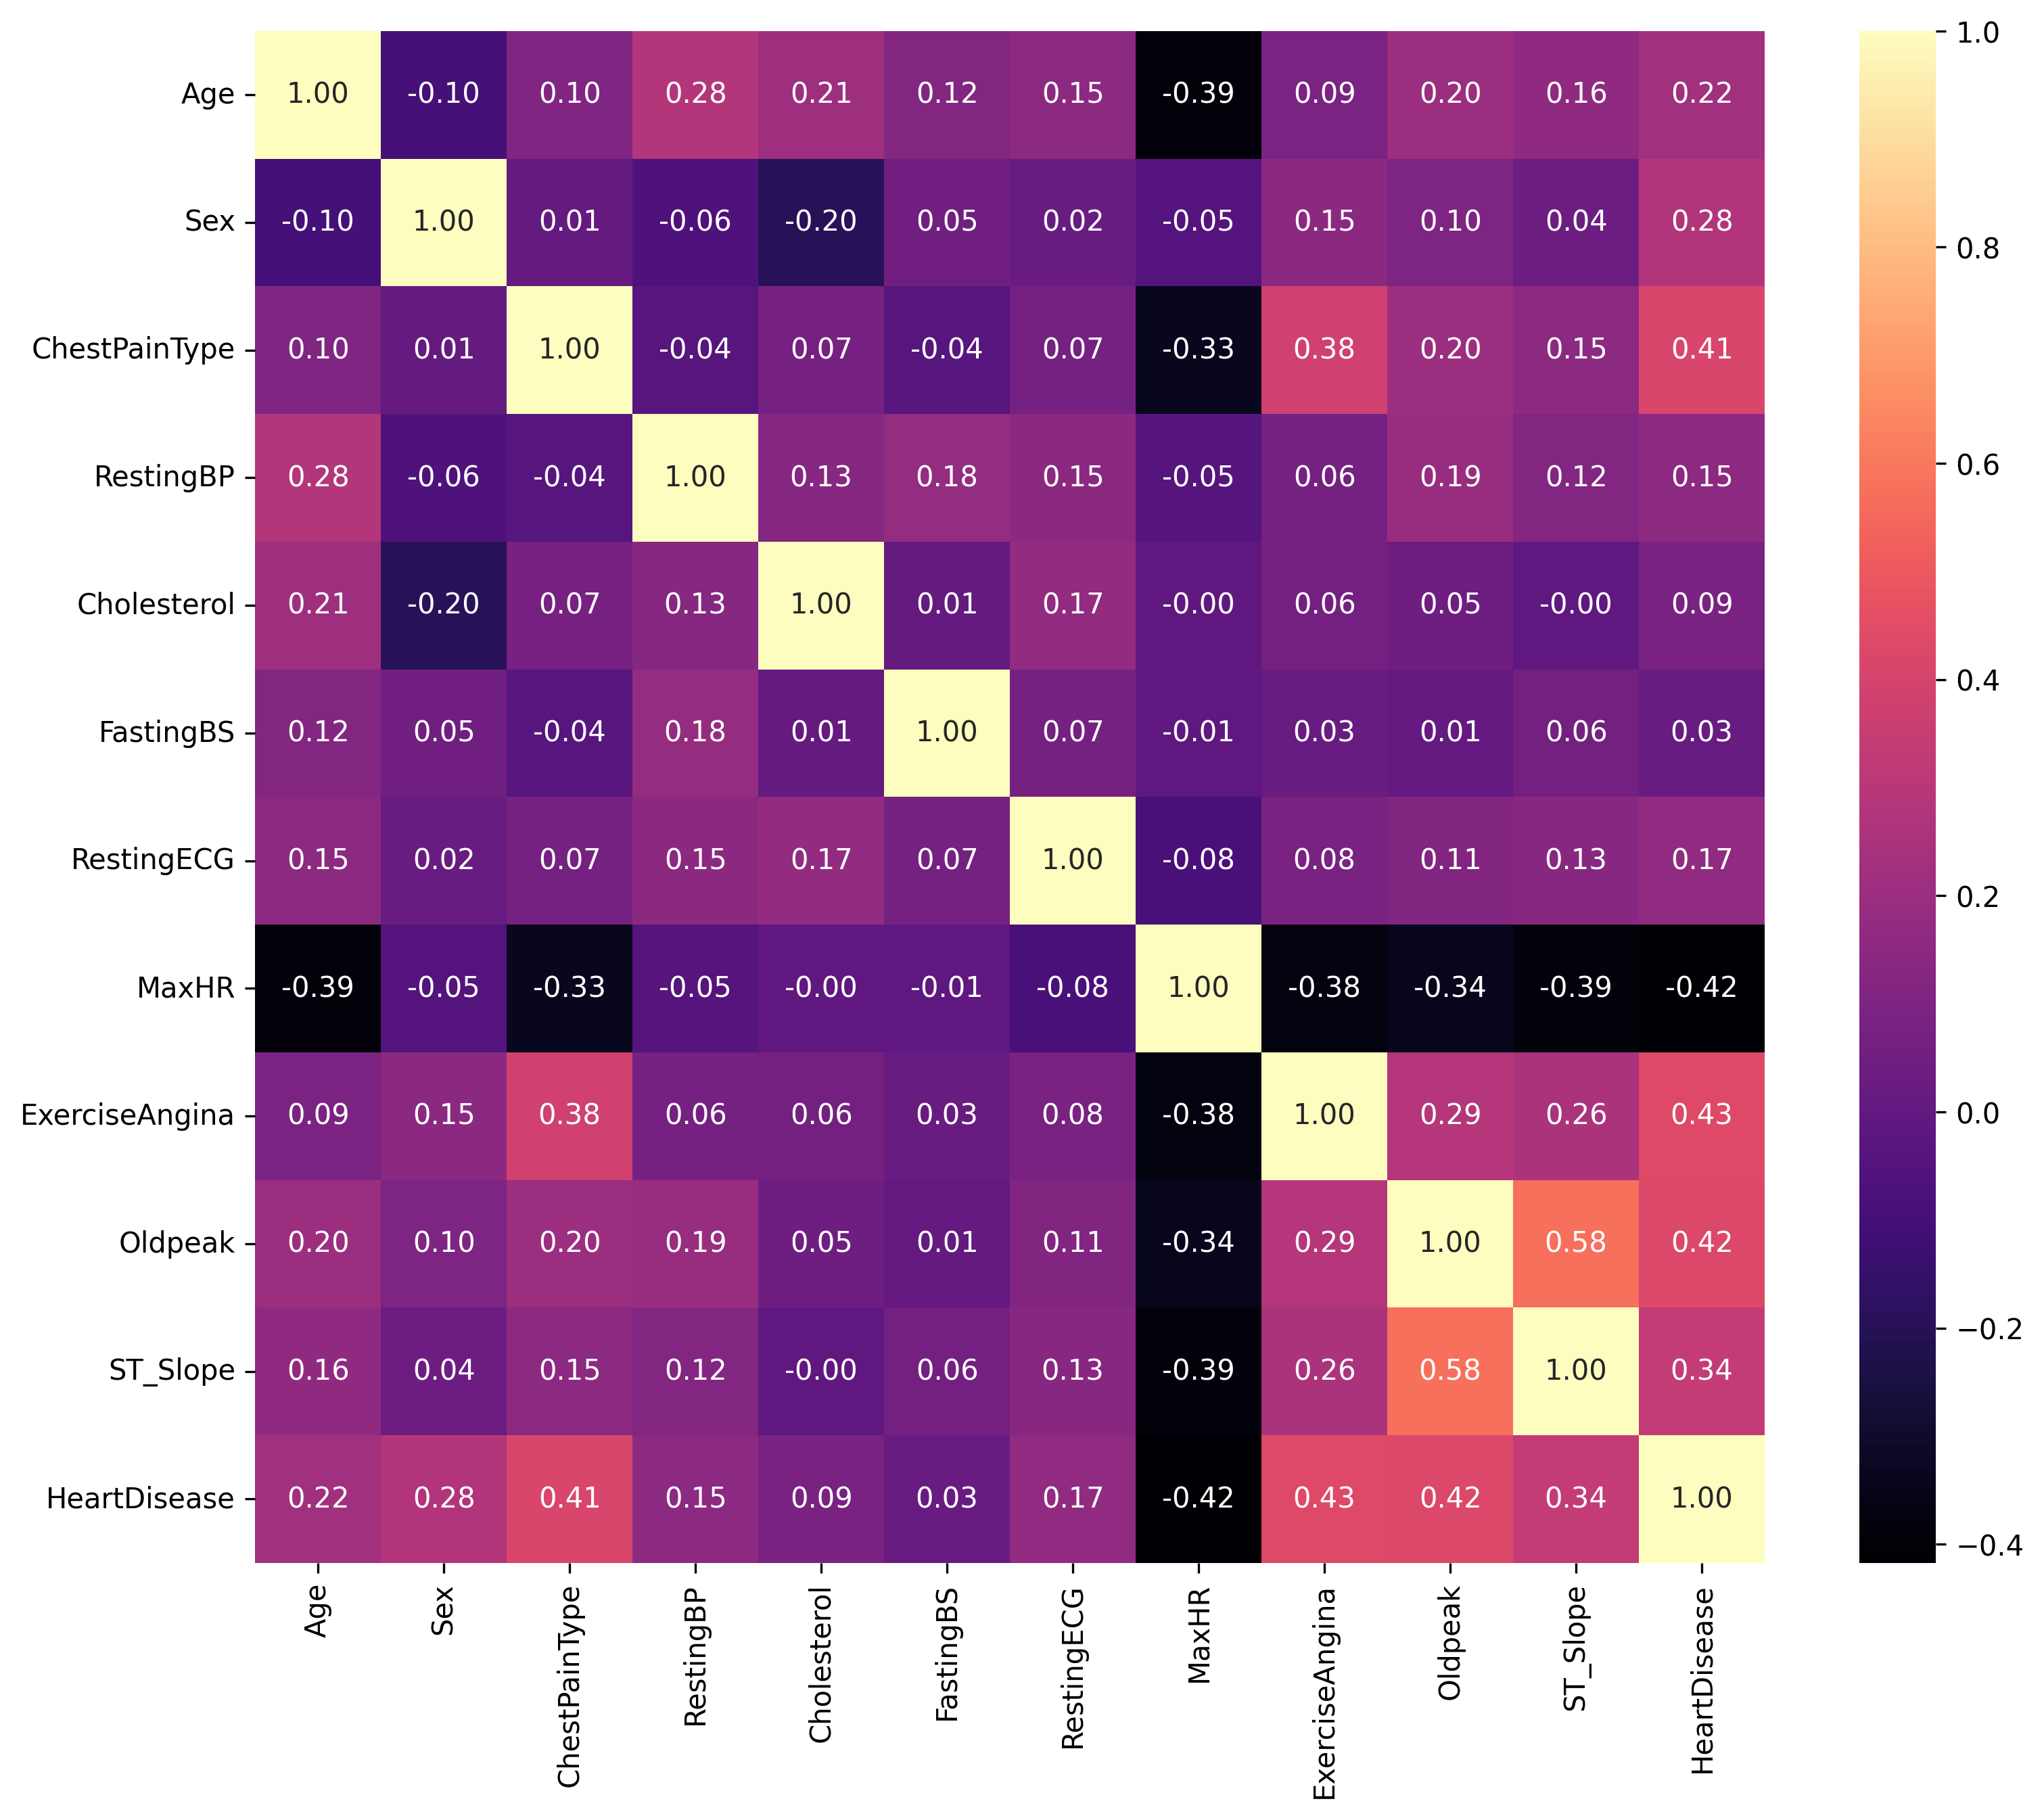 Age 1.00 -0.10 0.10 0.28 0.21 0.12 0.15 -0.39 0.09 0.20 0.16 0.22
Sex -0.10 1.00 0.01 -0.06 -0.20 0.05 0.02 -0.05 0.15 0.10 0.04 0.28
ChestPainType 0.10 0.01 1.00 -0.04 0.07 -0.04 0.07 -0.33 0.38 0.20 0.15 0.41
RestingBP 0.28 -0.06 -0.04 1.00 0.13 0.18 0.15 -0.05 0.06 0.19 0.12 0.15
Cholesterol 0.21 -0.20 0.07 0.13 1.00 0.01 0.17 -0.00 0.06 0.05 -0.00 0.09
FastingBS 0.12 0.05 -0.04 0.18 0.01 1.00 0.07 -0.01 0.03 0.01 0.06 0.03
RestingECG 0.15 0.02 0.07 0.15 0.17 0.07 1.00 -0.08 0.08 0.11 0.13 0.17
MaxHR -0.39 -0.05 -0.33 -0.05 -0.00 -0.01 -0.08 1.00 -0.38 -0.34 -0.39 -0.42
ExerciseAngina 0.09 0.15 0.38 0.06 0.06 0.03 0.08 -0.38 1.00 0.29 0.26 0.43
Oldpeak 0.20 0.10 0.20 0.19 0.05 0.01 0.11 -0.34 0.29 1.00 0.58 0.42
ST_Slope 0.16 0.04 0.15 0.12 -0.00 0.06 0.13 -0.39 0.26 0.58 1.00 0.34
HeartDisease 0.22 0.28 0.41 0.15 0.09 0.03 0.17 -0.42 0.43 0.42 0.34 1.00
Age Sex ChestPainType RestingBP Cholesterol FastingBS RestingECG MaxHR ExerciseAngina Oldpeak ST_Slope HeartDisease
1.0
0.8
0.6
0.4
0.2
0.0
−0.2
−0.4